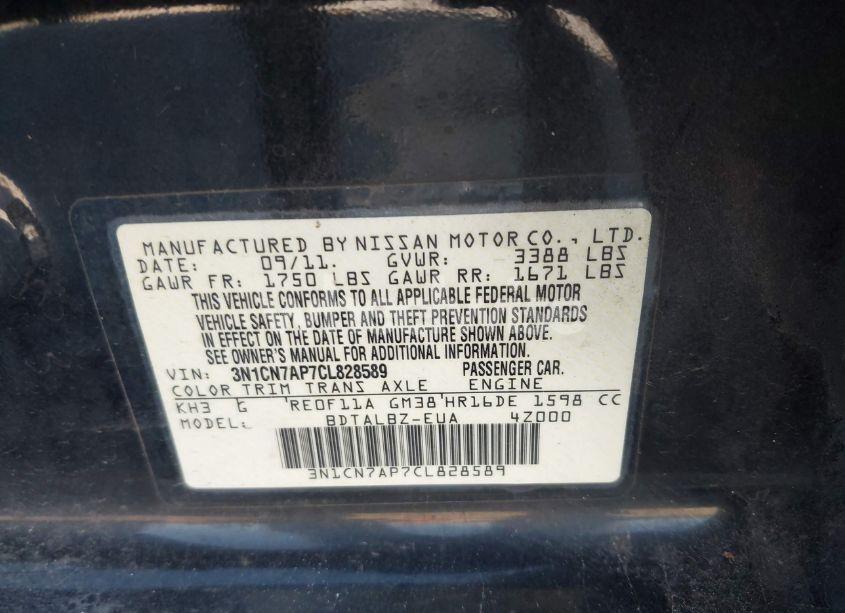 MANUFACTURED BY NISSAN MOTOR CO., LTD.
DATE: 09/11. GVWR: 3388 LBS
GAWR FR: 1750 LBS GAWR RR: 1671 LBS
THIS VEHICLE CONFORMS TO ALL APPLICABLE FEDERAL MOTOR
VEHICLE SAFETY, BUMPER AND THEFT PREVENTION STANDARDS
IN EFFECT ON THE DATE OF MANUFACTURE SHOWN ABOVE.
SEE OWNER'S MANUAL FOR ADDITIONAL INFORMATION.
VIN: 3N1CN7AP7CL828589 PASSENGER CAR.
COLOR TRIM TRANS AXLE ENGINE
KH3 G 'RE0F11A GM38'HR16DE 1598 CC
MODEL: BDTALBZ-EUA 4Z000
3N1CN7AP7CL828589